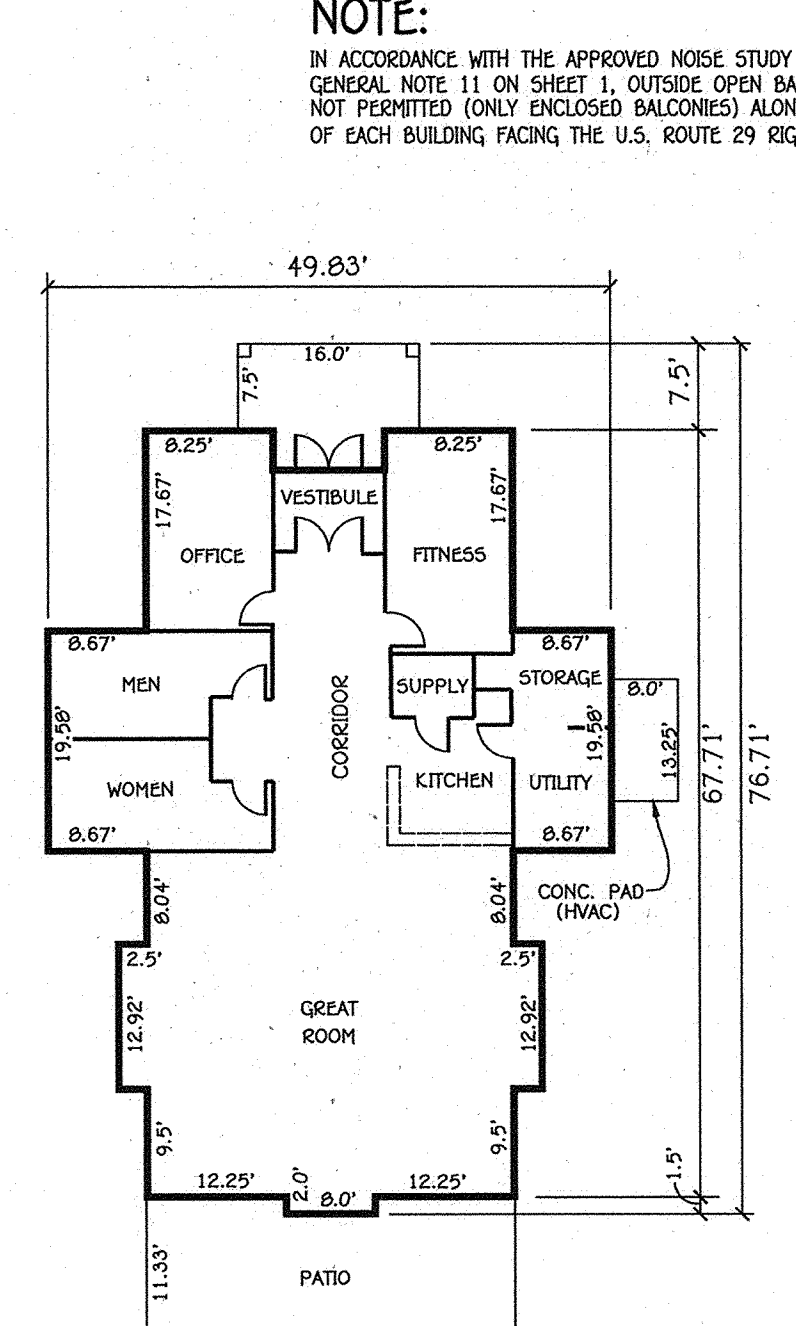 NOTE:
IN ACCORDANCE WITH THE APPROVED NOISE STUDY
GENERAL NOTE 11 ON SHEET 1, OUTSIDE OPEN BA
NOT PERMITTED (ONLY ENCLOSED BALCONIES) ALON
OF EACH BUILDING FACING THE U.S. ROUTE 29 RIG
49.83'
16.0'
7.5'
7.5'
8.25'
8.25'
17.67'
17.67'
VESTIBULE
OFFICE
FITNESS
8.67'
8.67'
MEN
CORRIDOR
SUPPLY
STORAGE
8.0'
19.58'
19.58'
13.25'
67.71'
76.71'
WOMEN
KITCHEN
UTILITY
8.67'
8.67'
8.04'
8.04'
CONC. PAD
(HVAC)
2.5'
2.5'
12.92'
12.92'
GREAT
ROOM
9.5'
9.5'
1.5'
12.25'
2.0'
8.0'
12.25'
11.33'
PATIO